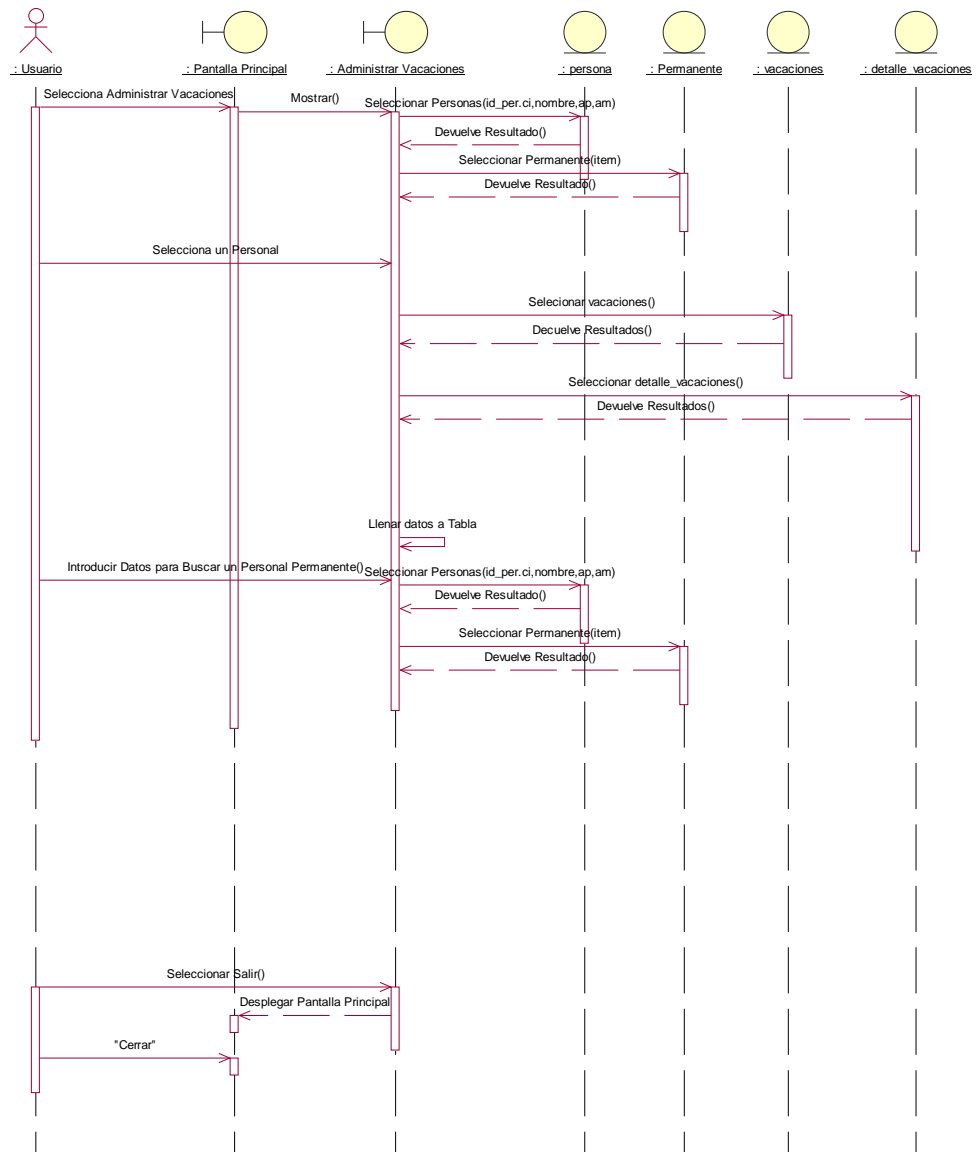 : Usuario
: Pantalla Principal
: Administrar Vacaciones
: persona
: Permanente
: vacaciones
: detalle_vacaciones
Selecciona Administrar Vacaciones
Mostrar()
Seleccionar Personas(id_per.ci,nombre,ap,am)
Devuelve Resultado()
Seleccionar Permanente(item)
Devuelve Resultado()
Selecciona un Personal
Selecionar vacaciones()
Decuelve Resultados()
Seleccionar detalle_vacaciones()
Devuelve Resultados()
Llenar datos a Tabla
Introducir Datos para Buscar un Personal Permanente()
Seleccionar Personas(id_per.ci,nombre,ap,am)
Devuelve Resultado()
Seleccionar Permanente(item)
Devuelve Resultado()
Seleccionar Salir()
Desplegar Pantalla Principal
"Cerrar"